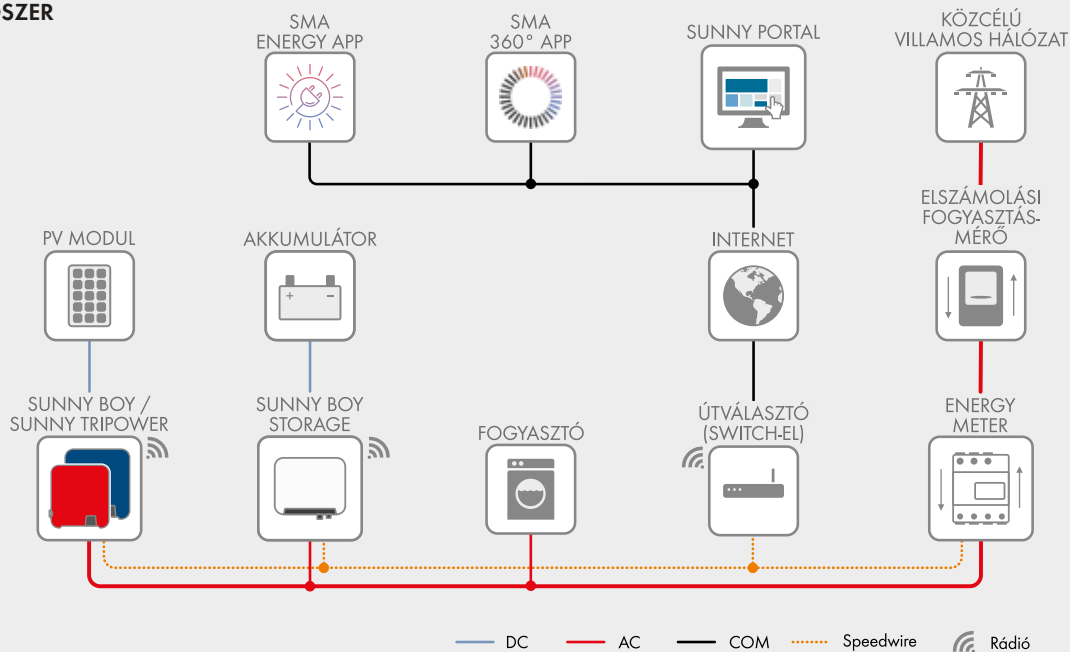 SMA
ENERGY APP
SMA
360° APP
SUNNY PORTAL
KÖZCÉLÚ
VILLAMOS HÁLÓZAT
PV MODUL
AKKUMULÁTOR
INTERNET
ELSZÁMOLÁSI
FOGYASZTÁS-
MÉRŐ
SUNNY BOY /
SUNNY TRIPOWER
SUNNY BOY
STORAGE
FOGYASZTÓ
ÚTVÁLASZTÓ
(SWITCH-EL)
ENERGY
METER
DC
AC
COM
Speedwire
Rádió